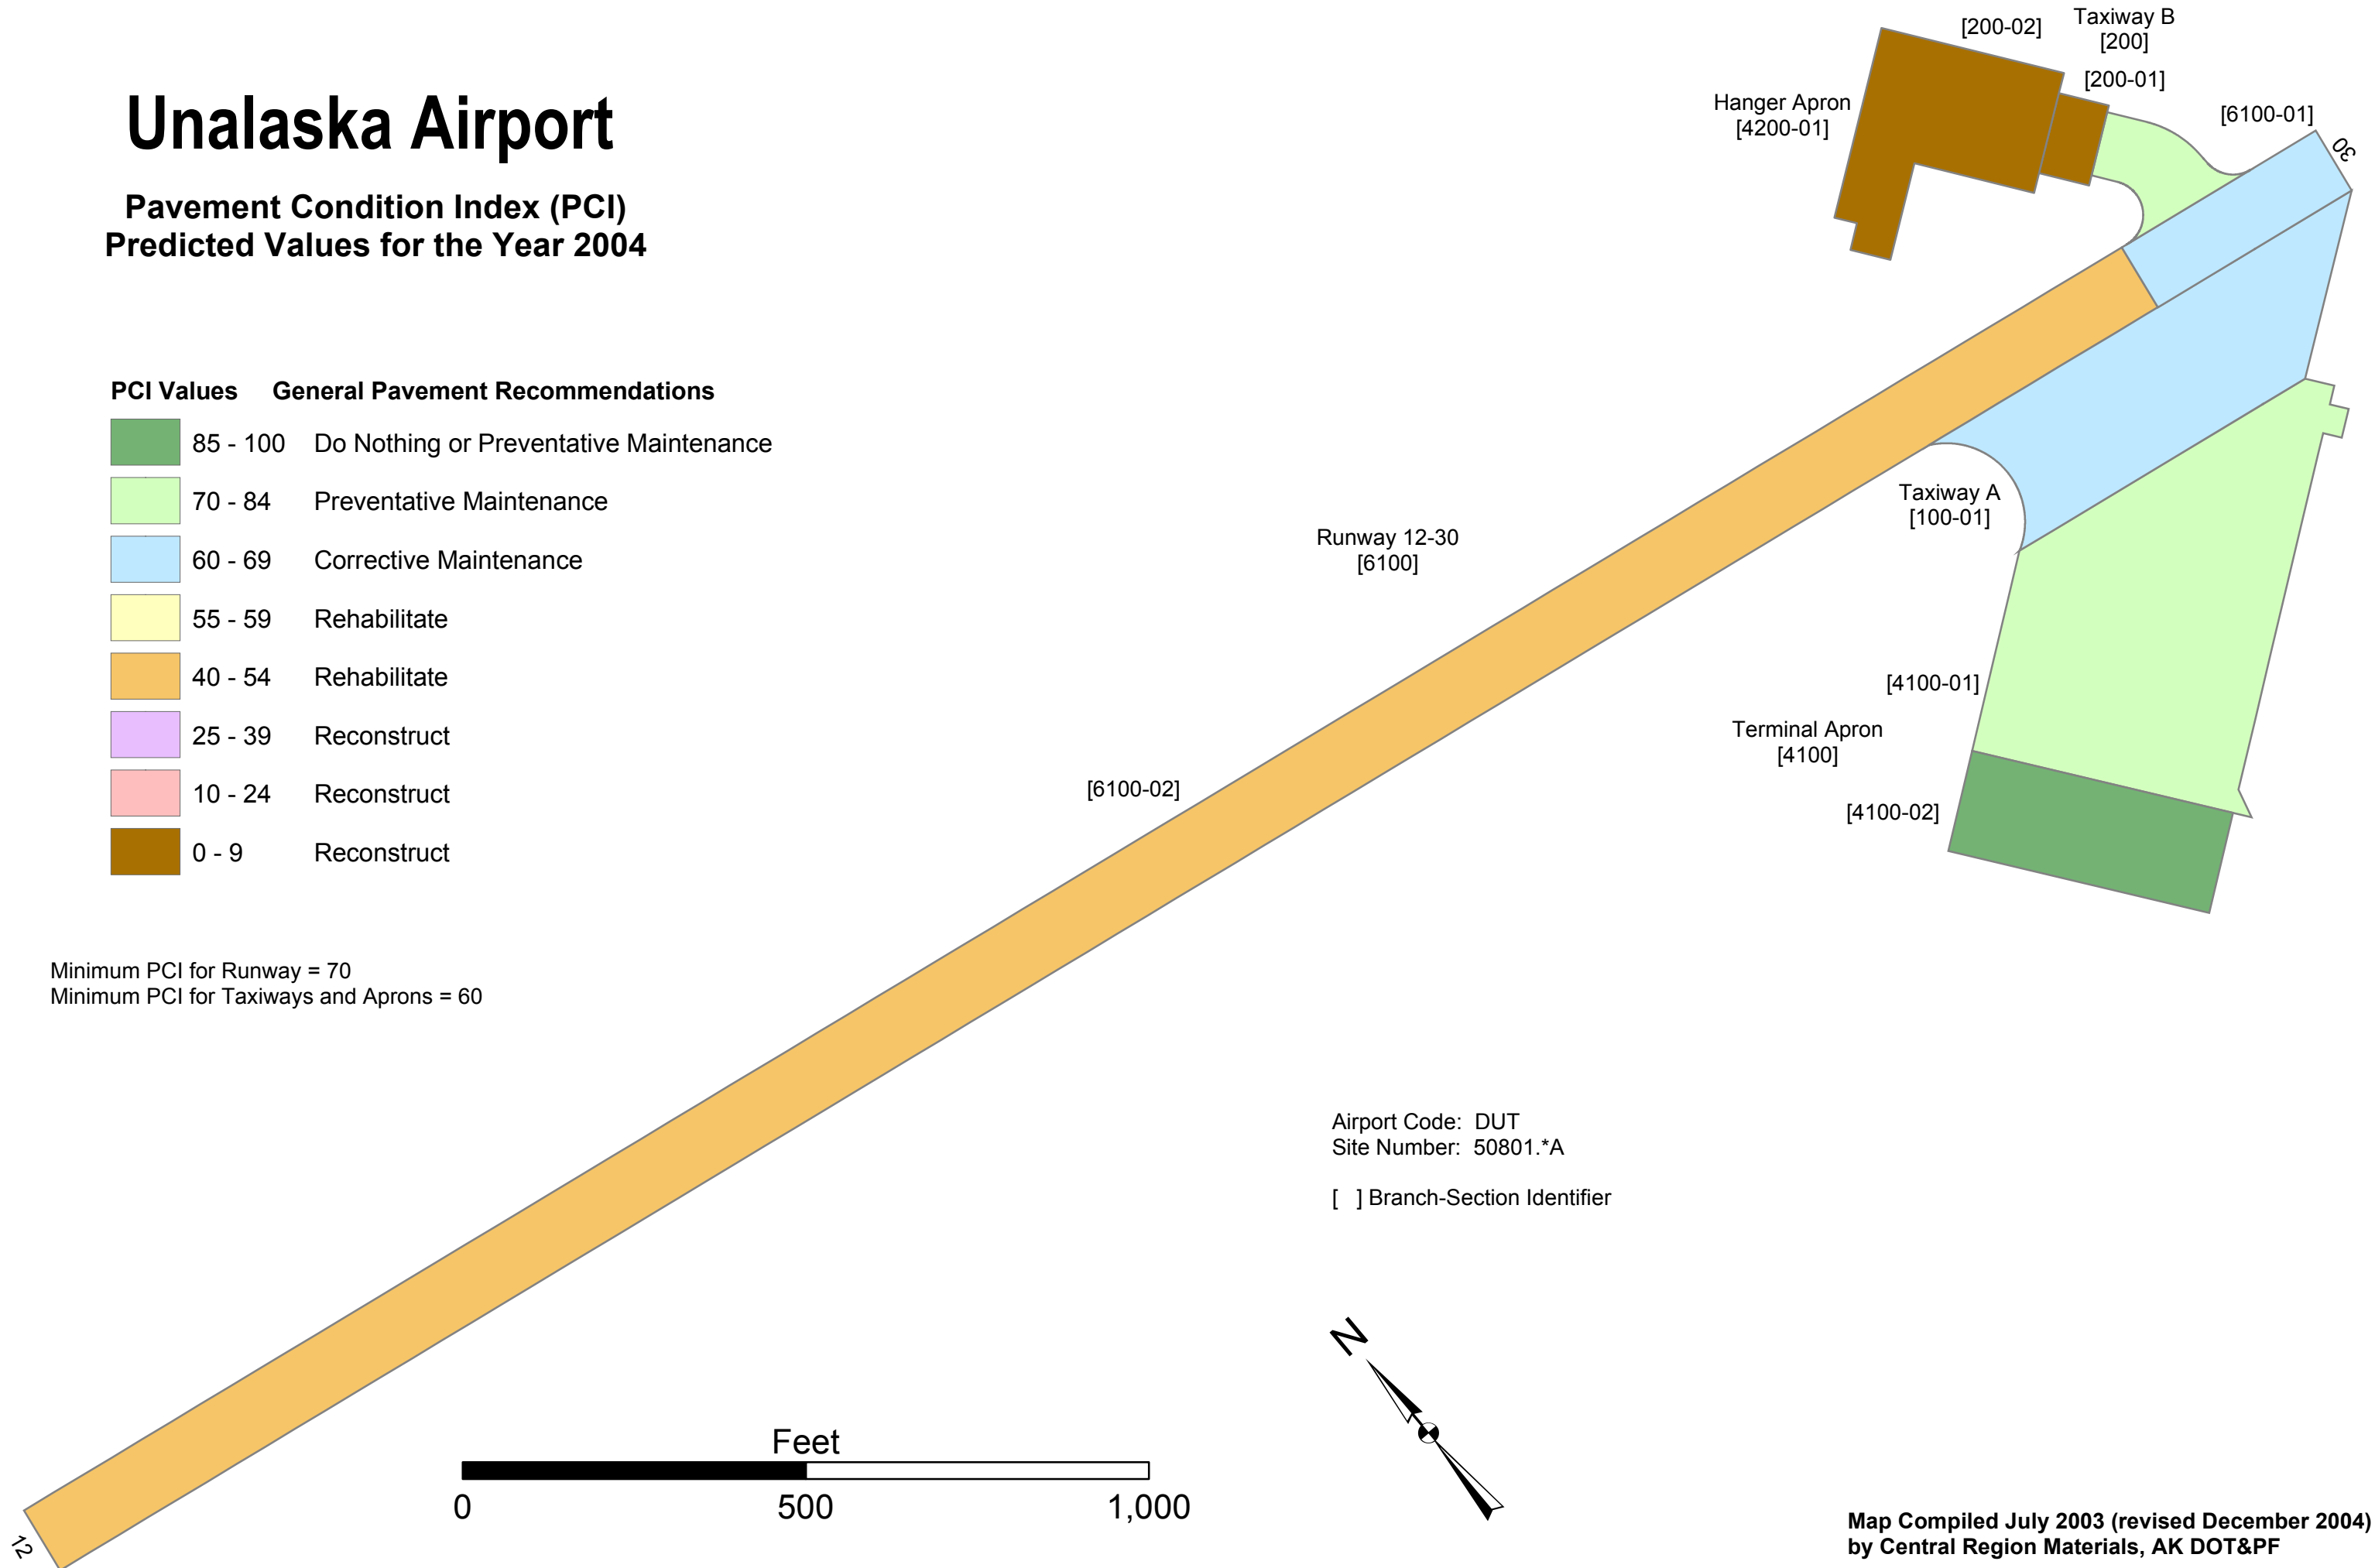 Unalaska Airport
Pavement Condition Index (PCI)
Predicted Values for the Year 2004
PCI Values General Pavement Recommendations
85 - 100 Do Nothing or Preventative Maintenance
70 - 84 Preventative Maintenance
60 - 69 Corrective Maintenance
55 - 59 Rehabilitate
40 - 54 Rehabilitate
25 - 39 Reconstruct
10 - 24 Reconstruct
0 - 9 Reconstruct
Minimum PCI for Runway = 70
Minimum PCI for Taxiways and Aprons = 60
[200-02]
Taxiway B
[200]
[200-01]
Hanger Apron
[4200-01]
[6100-01]
30
Taxiway A
[100-01]
Runway 12-30
[6100]
[4100-01]
Terminal Apron
[4100]
[6100-02]
[4100-02]
Airport Code: DUT
Site Number: 50801.*A
[ ] Branch-Section Identifier
N
Feet
0 500 1,000
12
Map Compiled July 2003 (revised December 2004)
by Central Region Materials, AK DOT&PF